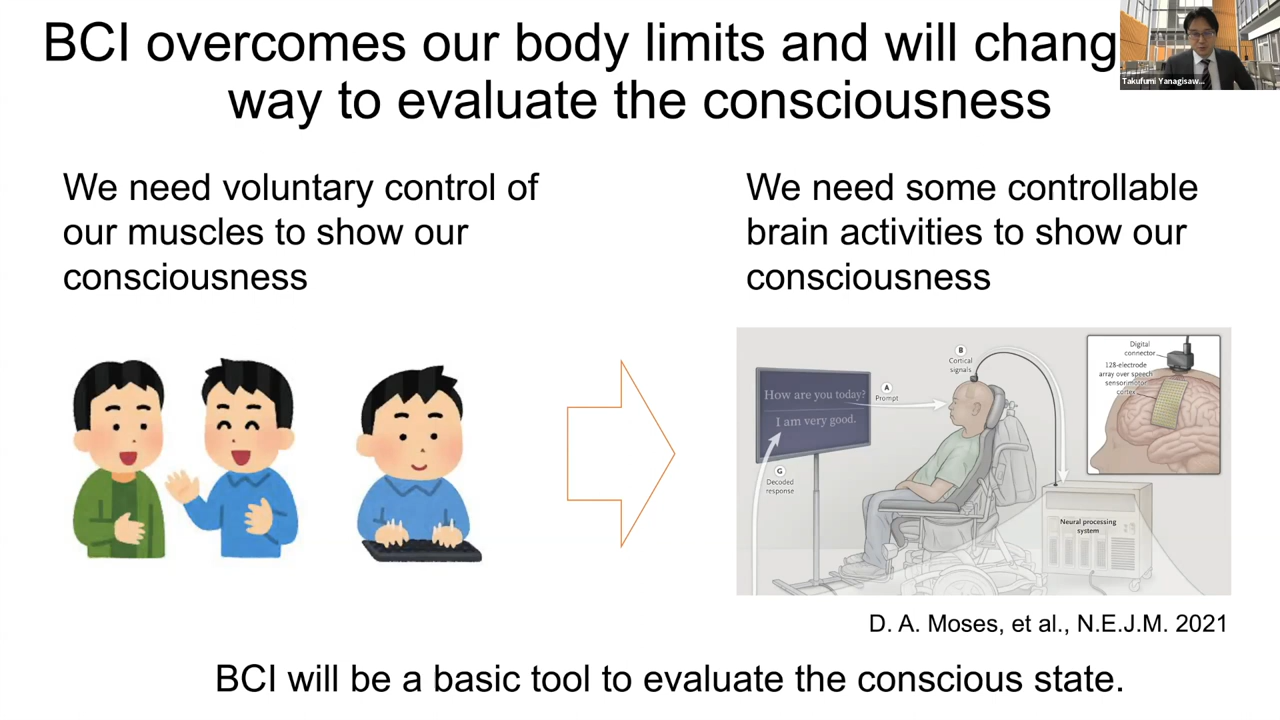 BCI overcomes our body limits and will chang
way to evaluate the consciousness
Takufumi Yanagisaw...
We need voluntary control of
our muscles to show our
consciousness
We need some controllable
brain activities to show our
consciousness
B
Cortical
signals
A
Prompt
How are you today?
I am very good.
G
Decoded
response
Digital
connector
128-electrode
array over speech
sensorimotor
cortex
Neural processing
system
D. A. Moses, et al., N.E.J.M. 2021
BCI will be a basic tool to evaluate the conscious state.